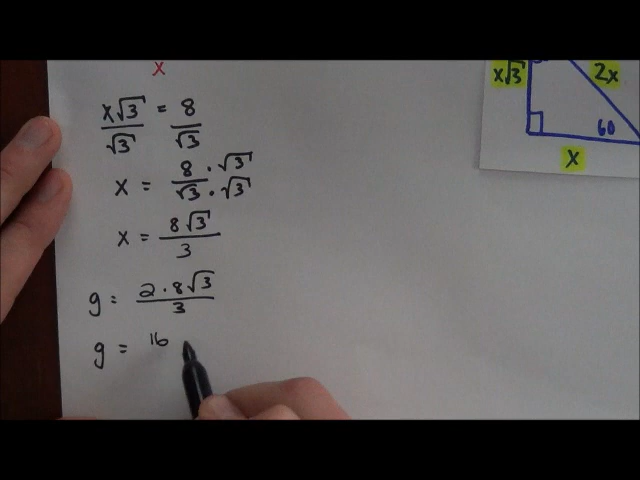 x
x√3 = 8
√3 √3
x = 8 · √3
√3 · √3
x = 8√3
3
g = 2 · 8√3
3
g = 16
x√3
2x
60
x